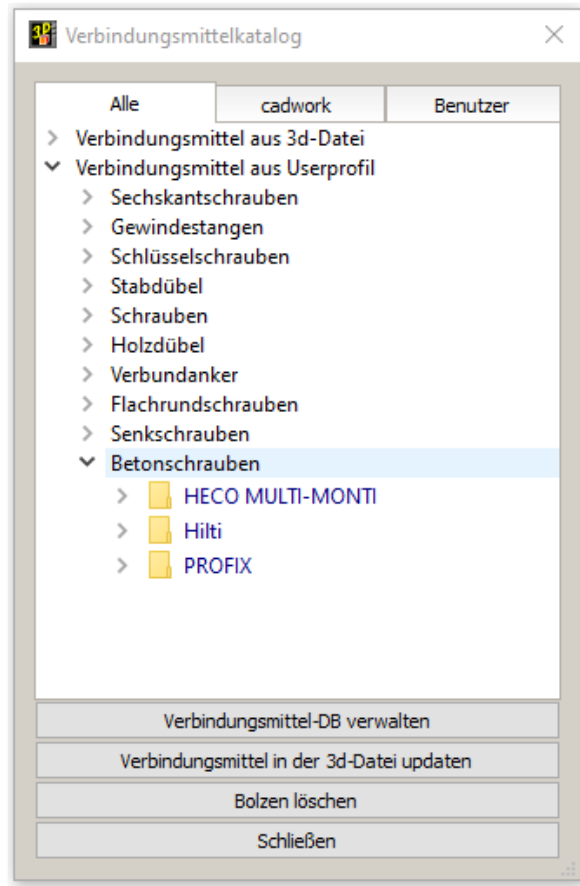 Verbindungsmittelkatalog
Alle cadwork Benutzer
Verbindungsmittel aus 3d-Datei
Verbindungsmittel aus Userprofil
Sechskantschrauben
Gewindestangen
Schlüsselschrauben
Stabdübel
Schrauben
Holzdübel
Verbundanker
Flachrundschrauben
Senkschrauben
Betonschrauben
HECO MULTI-MONTI
Hilti
PROFIX
Verbindungsmittel-DB verwalten
Verbindungsmittel in der 3d-Datei updaten
Bolzen löschen
Schließen